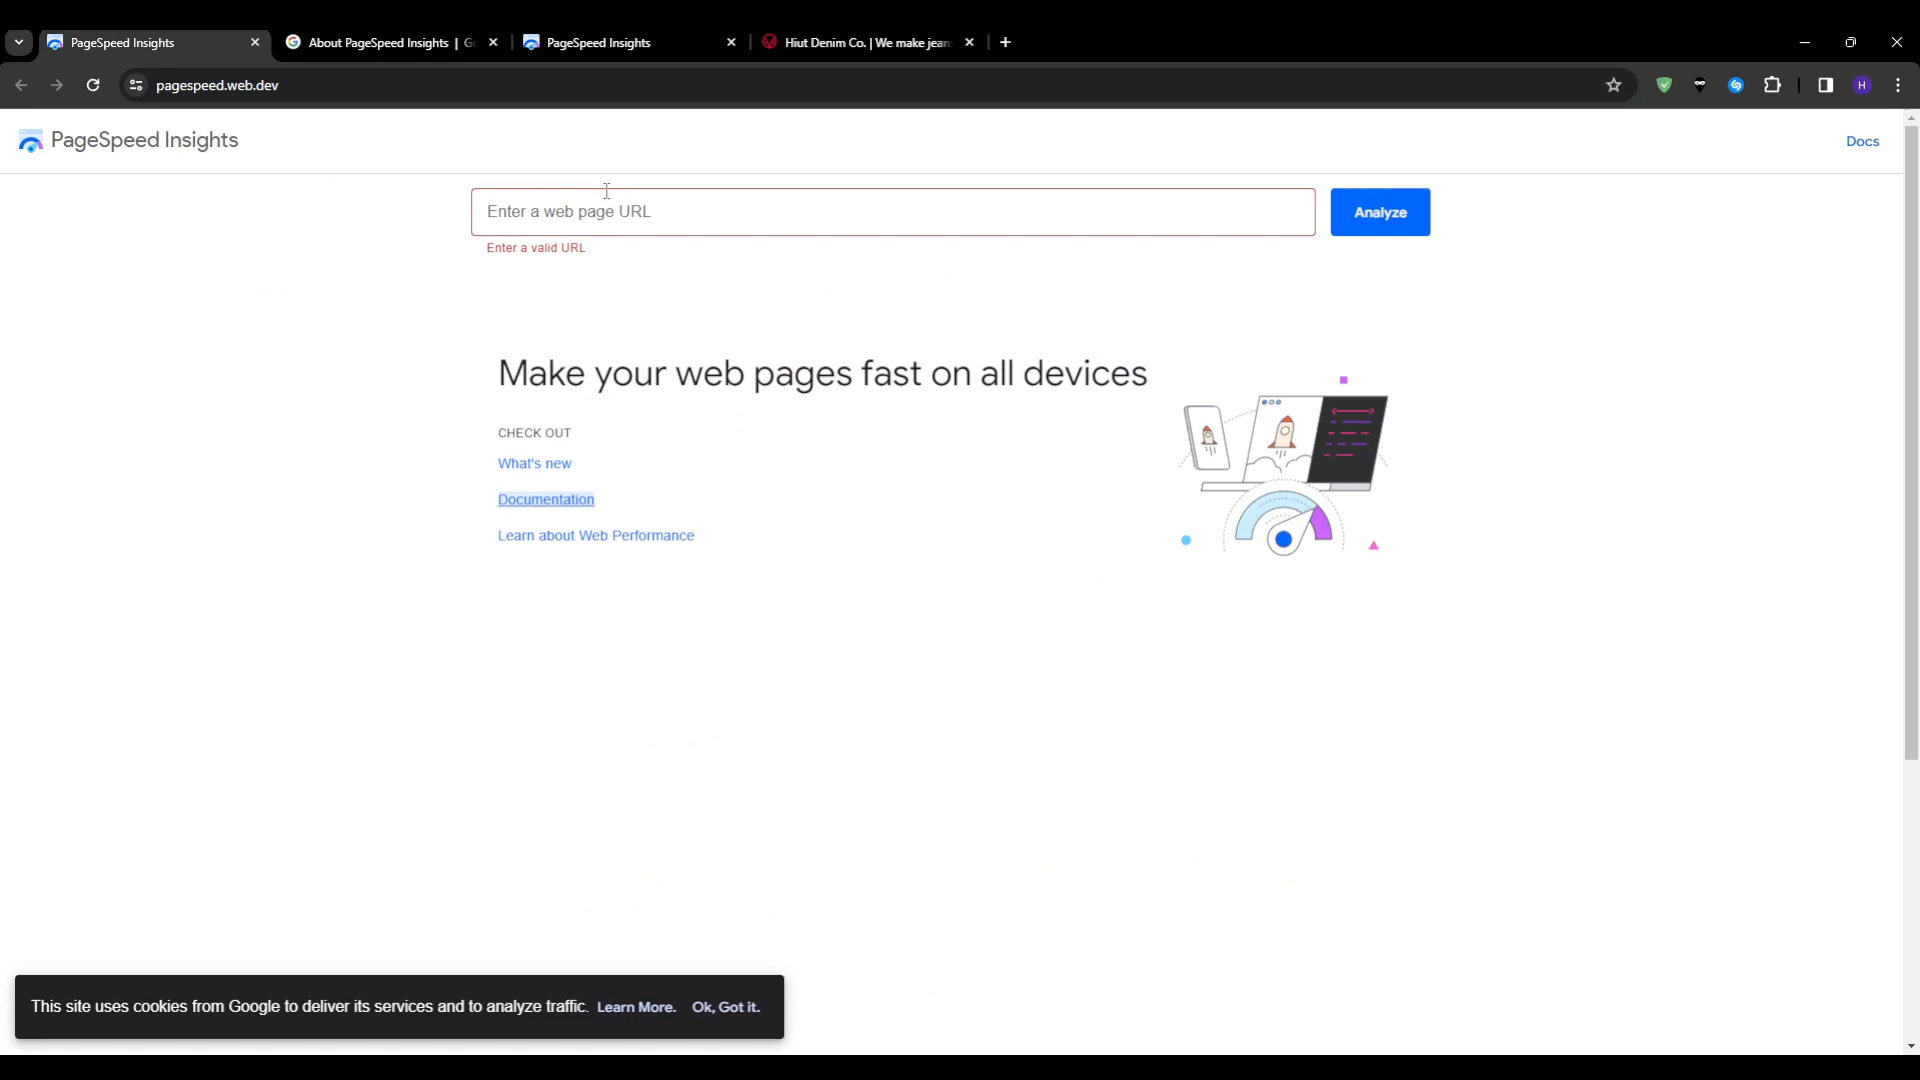 PageSpeed Insights
About PageSpeed Insights | G
PageSpeed Insights
Hiut Denim Co. | We make jean
pagespeed.web.dev
H
PageSpeed Insights
Docs
Enter a web page URL
Analyze
Enter a valid URL
Make your web pages fast on all devices
CHECK OUT
What's new
Documentation
Learn about Web Performance
This site uses cookies from Google to deliver its services and to analyze traffic. Learn More. Ok, Got it.